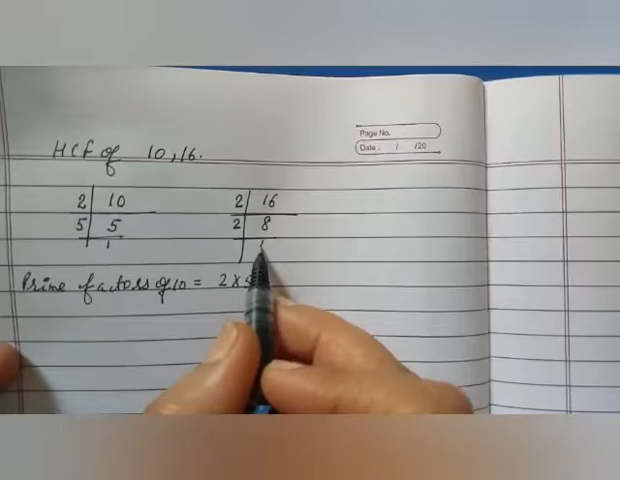 Page No.
Date : / /20
HCF of 10,16.
2 10 2 16
5 5 2 8
1
Prime factors of 10 = 2 ×